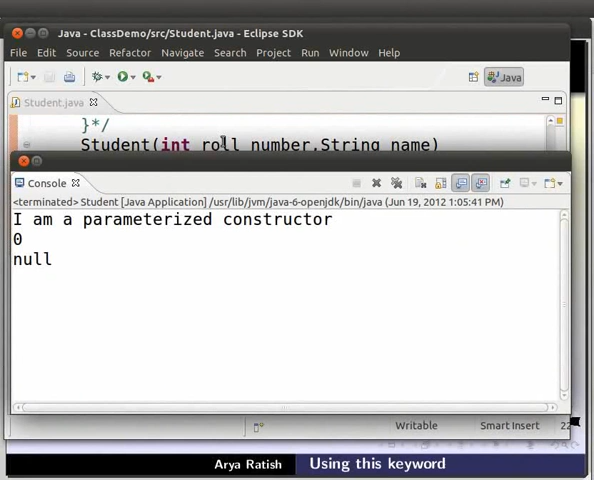 Java - ClassDemo/src/Student.java - Eclipse SDK
File Edit Source Refactor Navigate Search Project Run Window Help
Java
Student.java
}*/
Student(int roll_number,String name)
Console
<terminated> Student [Java Application] /usr/lib/jvm/java-6-openjdk/bin/java (Jun 19, 2012 1:05:41 PM)
I am a parameterized constructor
0
null
Writable Smart Insert 22
Arya Ratish Using this keyword